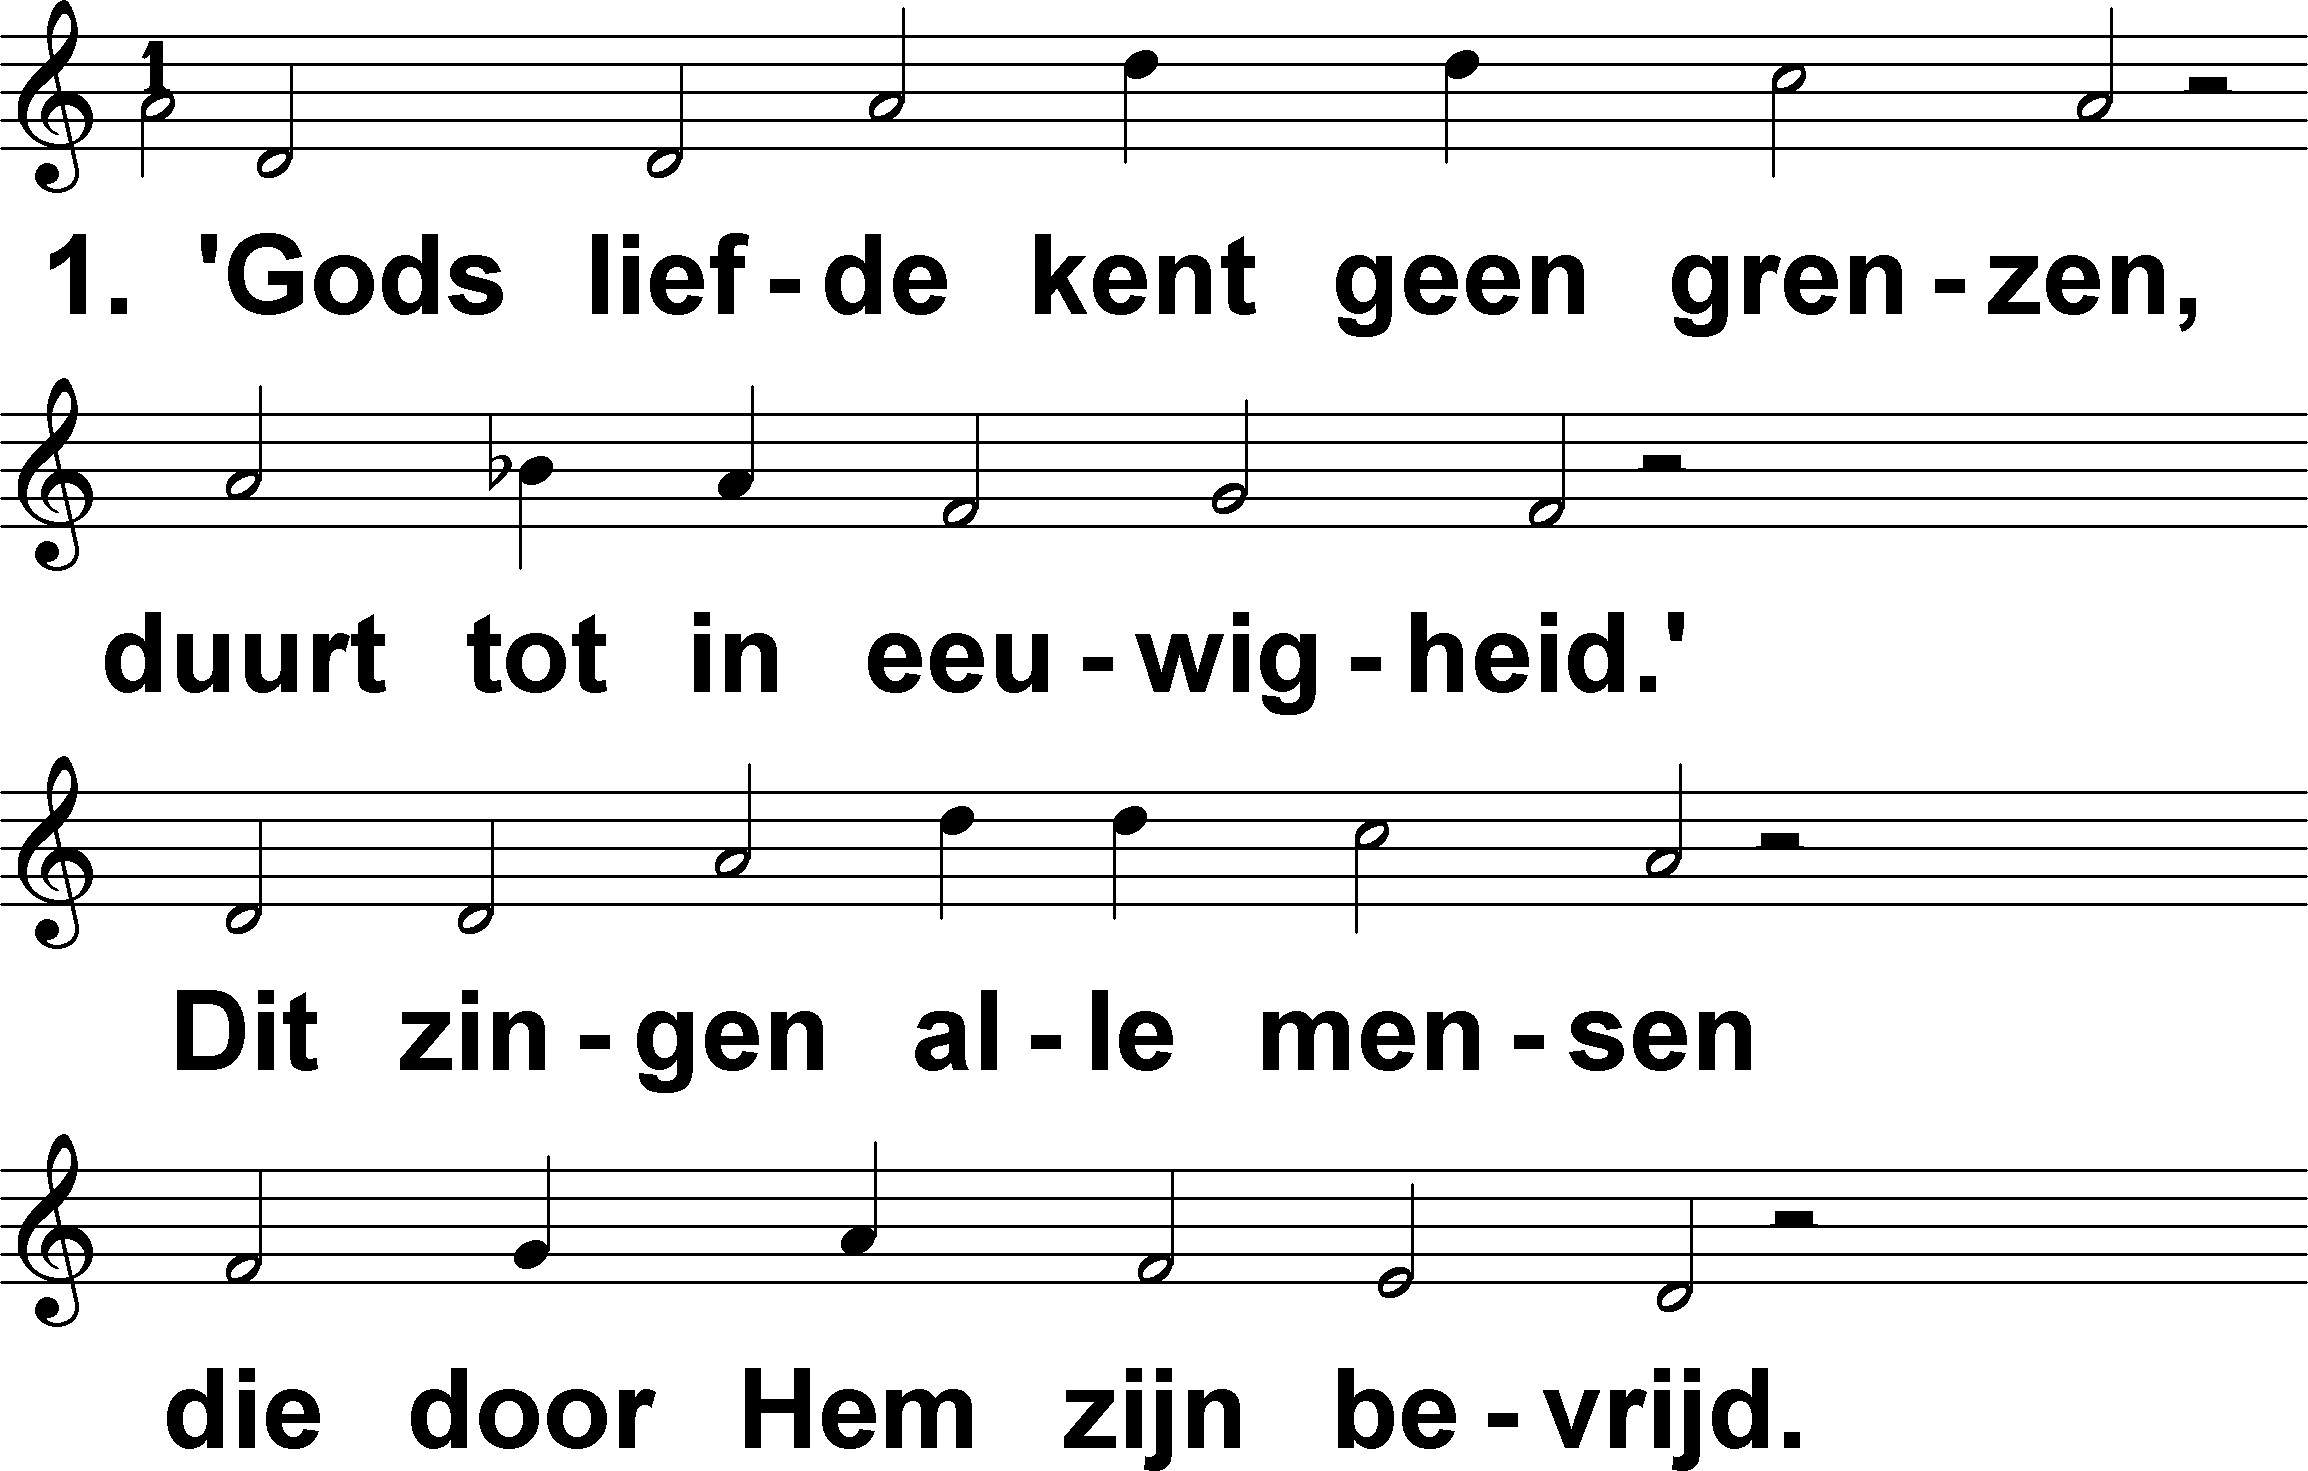 1. 'Gods lief - de kent geen gren - zen,
duurt tot in eeu - wig - heid.'
Dit zin - gen al - le men - sen
die door Hem zijn be - vrijd.